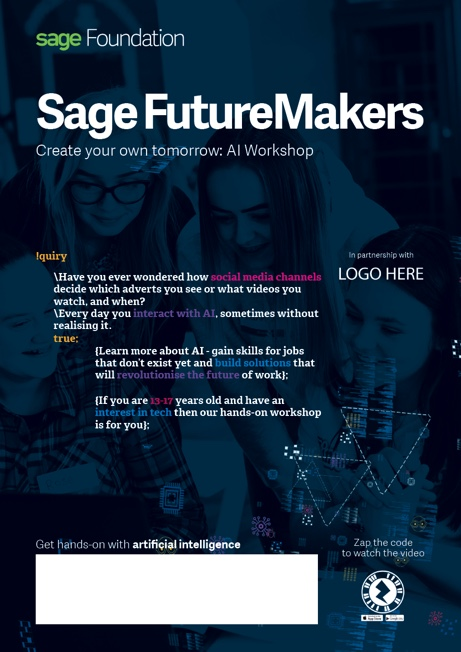 sage Foundation
Sage FutureMakers
Create your own tomorrow: AI Workshop
!quiry
In partnership with
LOGO HERE
\Have you ever wondered how social media channels
decide which adverts you see or what videos you
watch, and when?
\Every day you interact with AI, sometimes without
realising it.
true;
{Learn more about AI - gain skills for jobs
that don't exist yet and build solutions that
will revolutionise the future of work};
{If you are 13-17 years old and have an
interest in tech then our hands-on workshop
is for you};
Get hands-on with artificial intelligence
Zap the code
to watch the video